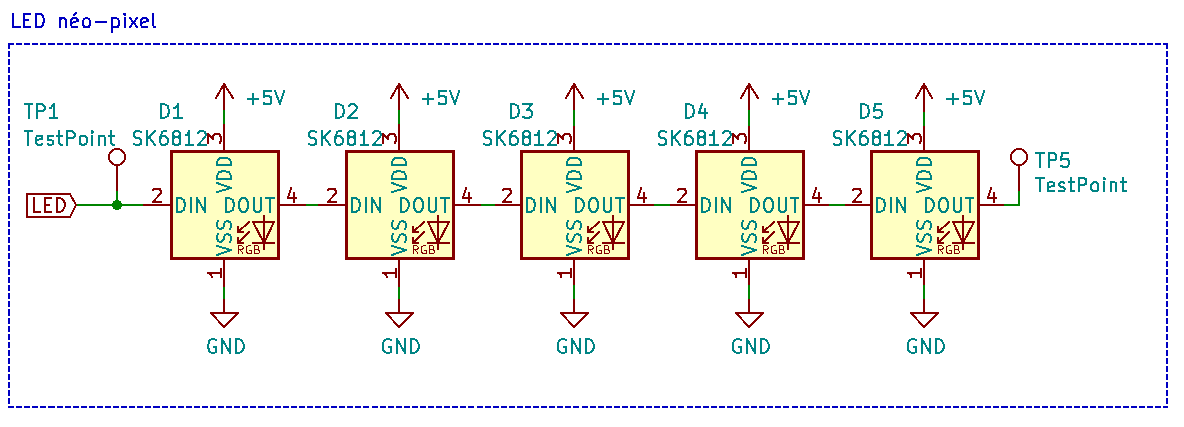 LED néo-pixel
TP1
TestPoint
D1
SK6812
+5V
3
VDD
2
DIN
DOUT
4
VSS
RGB
1
GND
D2
SK6812
+5V
3
VDD
2
DIN
DOUT
4
VSS
RGB
1
GND
D3
SK6812
+5V
3
VDD
2
DIN
DOUT
4
VSS
RGB
1
GND
D4
SK6812
+5V
3
VDD
2
DIN
DOUT
4
VSS
RGB
1
GND
D5
SK6812
+5V
3
VDD
2
DIN
DOUT
4
VSS
RGB
1
GND
TP5
TestPoint
LED